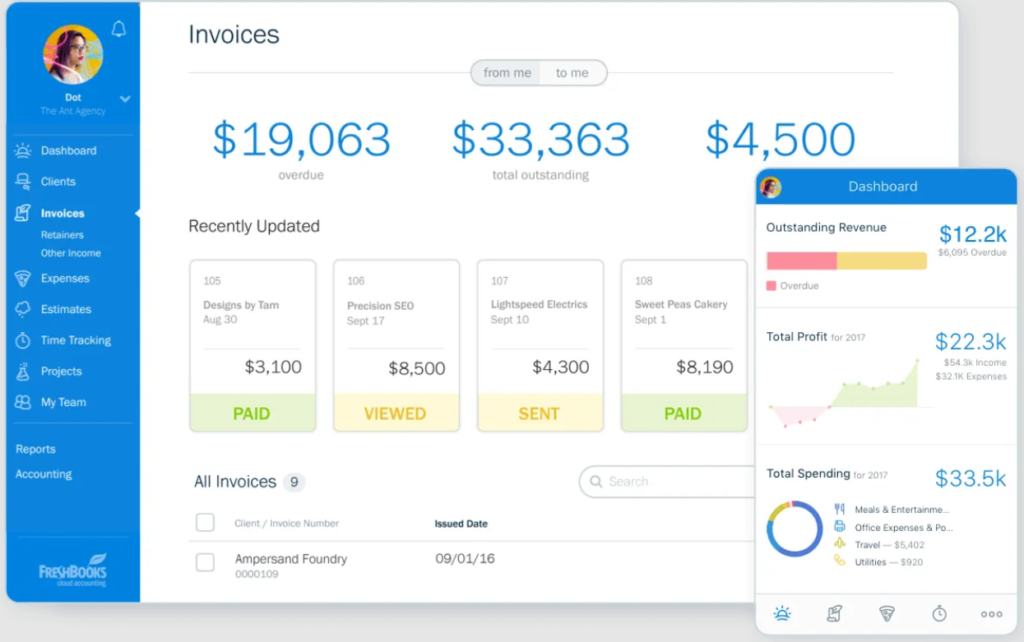 Dot
The Ant Agency
Dashboard
Clients
Invoices
Retainers
Other Income
Expenses
Estimates
Time Tracking
Projects
My Team
Reports
Accounting
FRESHBOOKS
cloud accounting
Invoices
from me
to me
$19,063
overdue
$33,363
total outstanding
$4,500
Recently Updated
105
Designs by Tam
Aug 30
$3,100
PAID
106
Precision SEO
Sept 17
$8,500
VIEWED
107
Lightspeed Electrics
Sept 10
$4,300
SENT
108
Sweet Peas Cakery
Sept 1
$8,190
PAID
All Invoices 9
Search
Client / Invoice Number
Issued Date
Ampersand Foundry
0000109
09/01/16
Dashboard
Outstanding Revenue
$12.2k
$6,095 Overdue
Overdue
Total Profit for 2017
$22.3k
$54.3k Income
$32.1K Expenses
Total Spending for 2017
$33.5k
Meals & Entertainme...
Office Expenses & Po...
Travel — $5,402
Utilities — $920